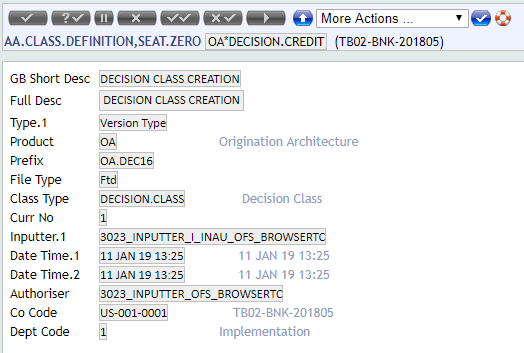 More Actions ...
AA.CLASS.DEFINITION,SEAT.ZERO OA*DECISION.CREDIT (TB02-BNK-201805)
GB Short Desc DECISION CLASS CREATION
Full Desc DECISION CLASS CREATION
Type.1 Version Type
Product OA Origination Architecture
Prefix OA.DEC16
File Type Ftd
Class Type DECISION.CLASS Decision Class
Curr No 1
Inputter.1 3023_INPUTTER_I_INAU_OFS_BROWSERTC
Date Time.1 11 JAN 19 13:25 11 JAN 19 13:25
Date Time.2 11 JAN 19 13:25 11 JAN 19 13:25
Authoriser 3023_INPUTTER_OFS_BROWSERTC
Co Code US-001-0001 TB02-BNK-201805
Dept Code 1 Implementation